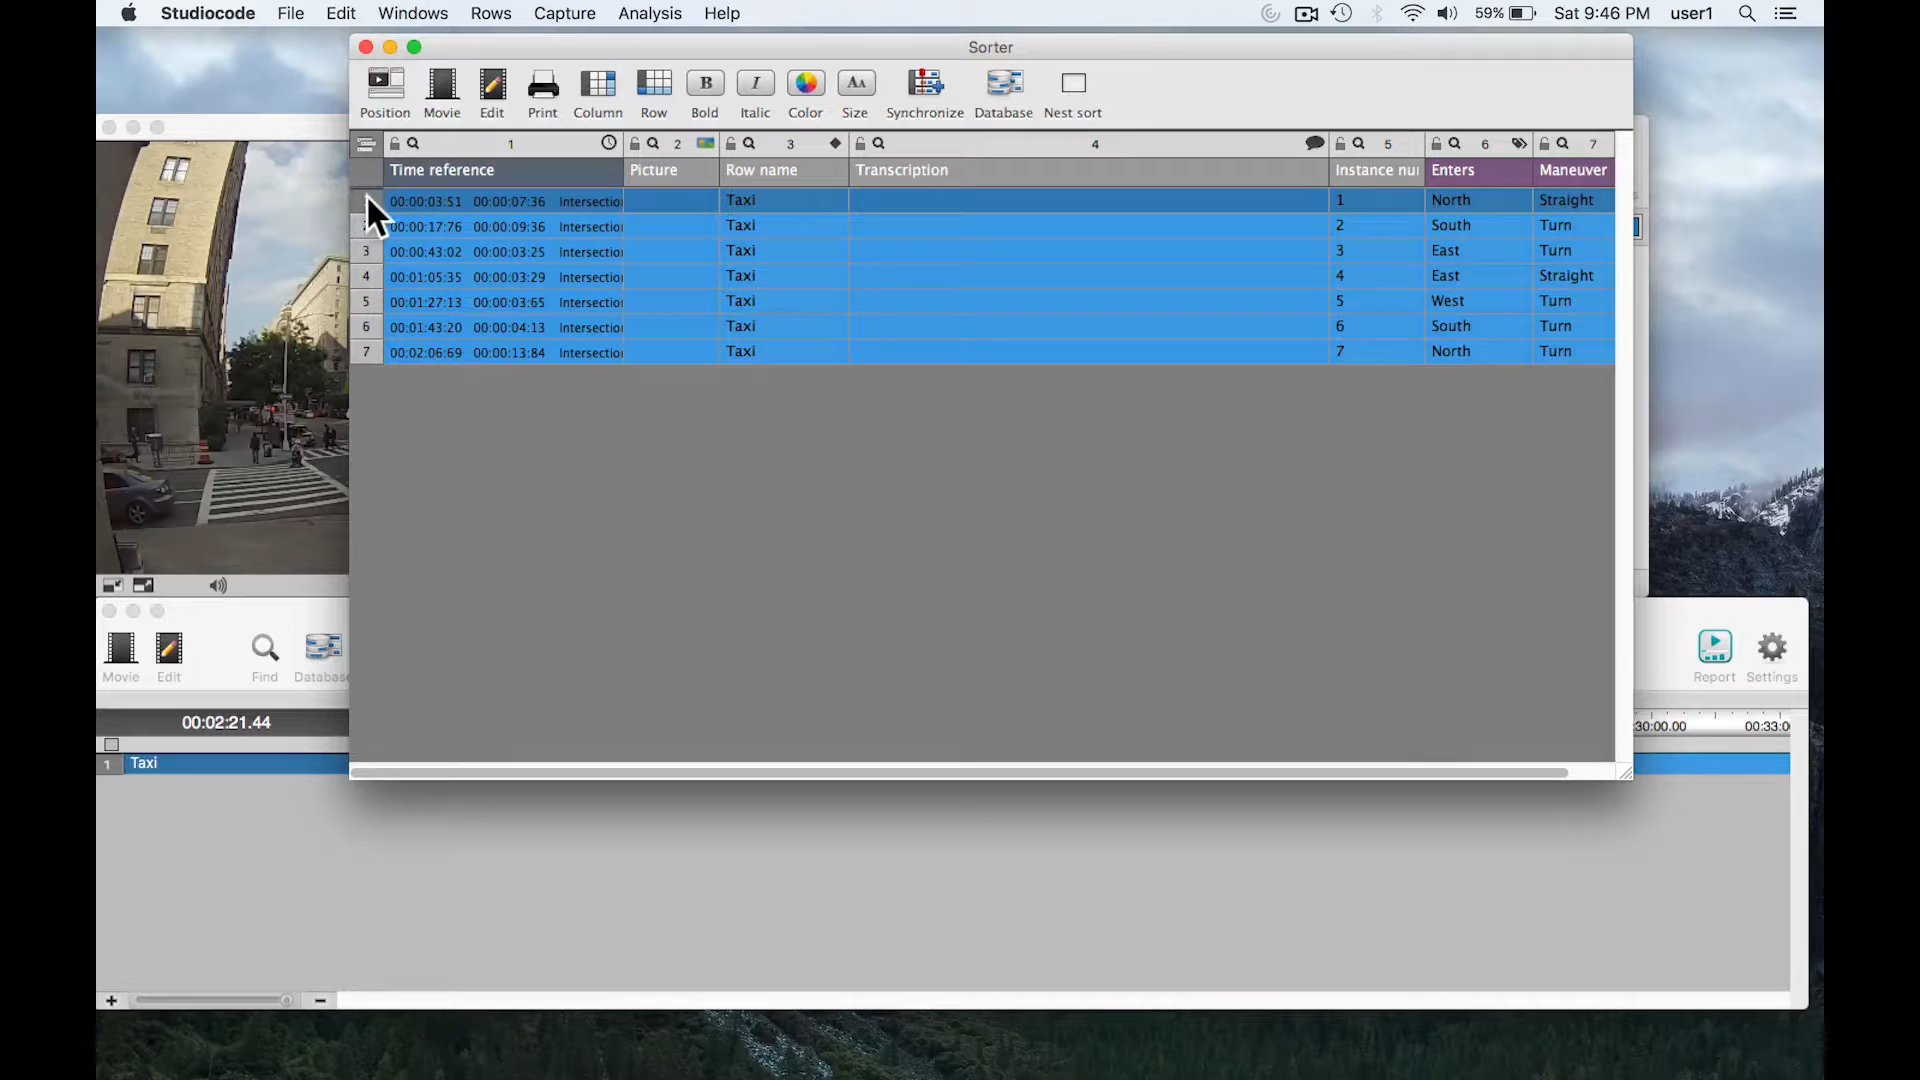 Studiocode File Edit Windows Rows Capture Analysis Help 59% Sat 9:46 PM user1
Sorter
Position Movie Edit Print Column Row Bold Italic Color Size Synchronize Database Nest sort
1 2 3 4 5 6 7
Time reference Picture Row name Transcription Instance nu Enters Maneuver
00:00:03:51 00:00:07:36 Intersection Taxi 1 North Straight
00:00:17:76 00:00:09:36 Intersection Taxi 2 South Turn
3 00:00:43:02 00:00:03:25 Intersection Taxi 3 East Turn
4 00:01:05:35 00:00:03:29 Intersection Taxi 4 East Straight
5 00:01:27:13 00:00:03:65 Intersection Taxi 5 West Turn
6 00:01:43:20 00:00:04:13 Intersection Taxi 6 South Turn
7 00:02:06:69 00:00:13:84 Intersection Taxi 7 North Turn
Movie Edit Find Database Report Settings
00:02:21.44 :30:00.00 00:33:0
1 Taxi